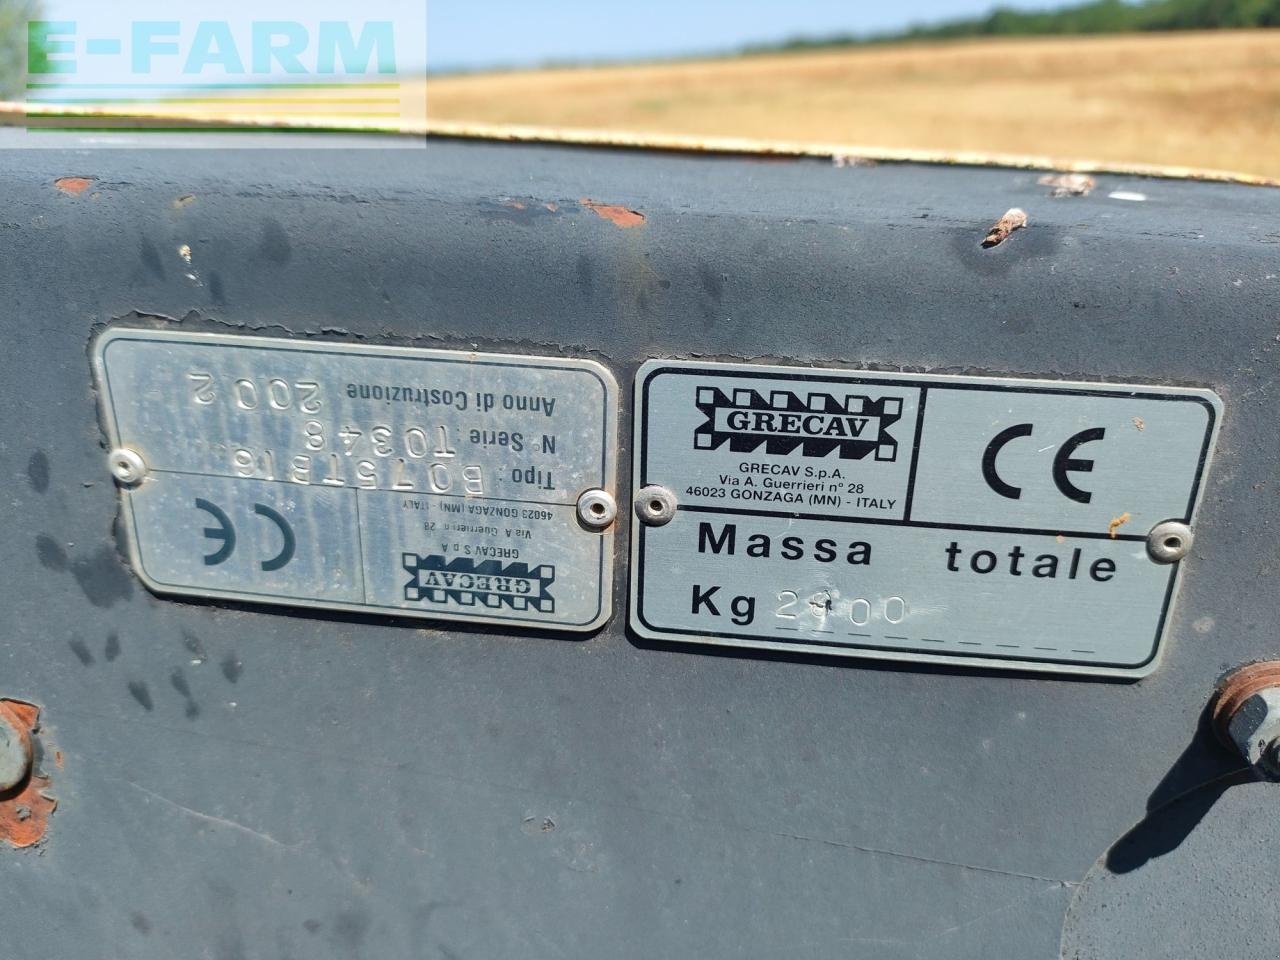 E-FARM
GRECAV
GRECAV S.p.A.
Via A. Guerrieri n° 28
46023 GONZAGA (MN) - ITALY
CE
Tipo: B075TB16
N° Serie: T0348
Anno di Costruzione 2002
GRECAV
GRECAV S.p.A.
Via A. Guerrieri n° 28
46023 GONZAGA (MN) - ITALY
CE
Massa totale
Kg